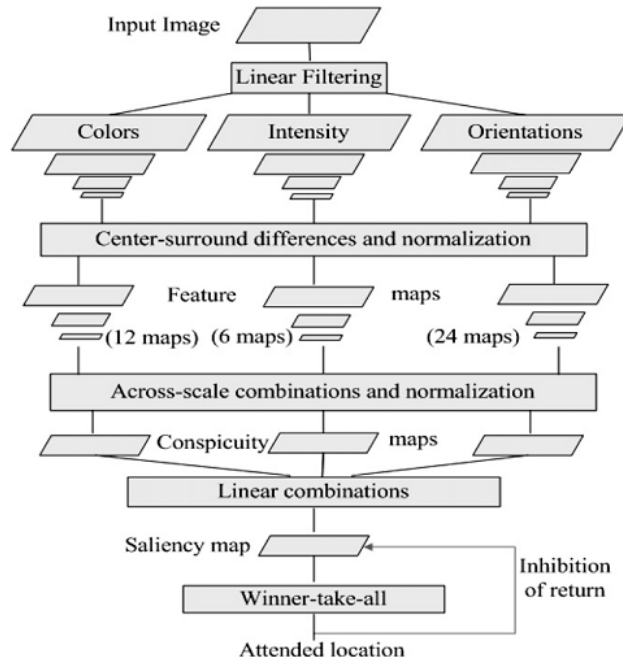 Input Image
Linear Filtering
Colors
Intensity
Orientations
Center-surround differences and normalization
Feature maps
(12 maps) (6 maps) (24 maps)
Across-scale combinations and normalization
Conspicuity maps
Linear combinations
Saliency map
Inhibition
of return
Winner-take-all
Attended location